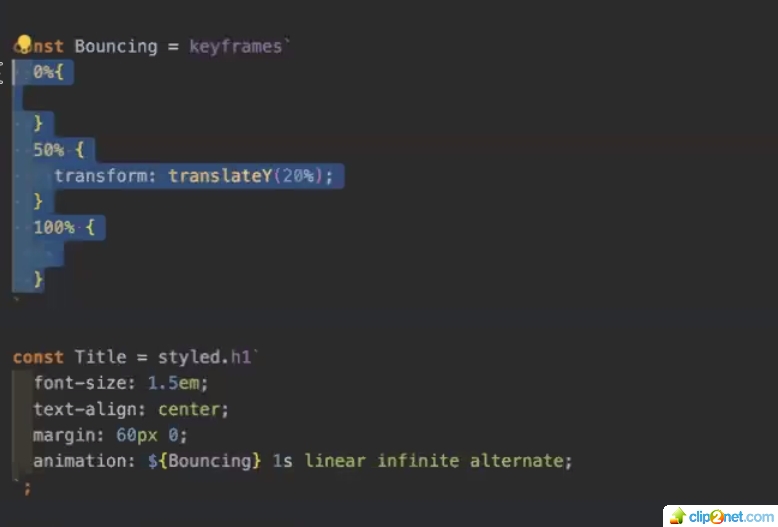 const Bouncing = keyframes`
0%{
}
50% {
transform: translateY(20%);
}
100% {
}
`
const Title = styled.h1`
font-size: 1.5em;
text-align: center;
margin: 60px 0;
animation: ${Bouncing} 1s linear infinite alternate;
`;
clip2net.com